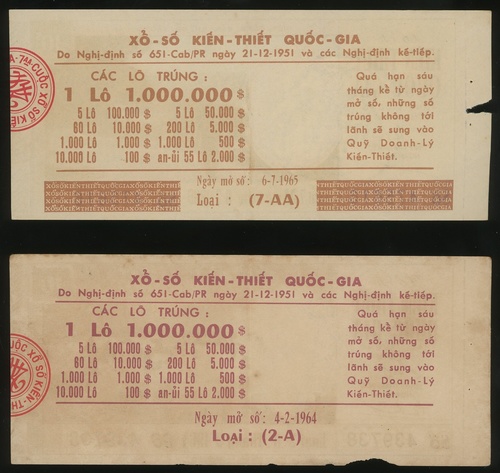 XỔ-SỐ KIẾN-THIẾT QUỐC-GIA
Do Nghị-định số 651-Cab/PR ngày 21-12-1951 và các Nghị-định kế-tiếp.
CÁC LÔ TRÚNG :
1 Lô 1.000.000 $
5 Lô 100.000 $ 5 Lô 50.000 $
80 Lô 10.000 $ 200 Lô 5.000 $
1.000 Lô 1.000 $ 1.000 Lô 500 $
10.000 Lô 100 $ an-ủi 55 Lô 2.000 $
Quá hạn sáu
tháng kể từ ngày
mở số, những số
trúng không tới
lãnh sẽ sung vào
Quỹ Doanh-Lý
Kiến-Thiết.
Ngày mở số: 6-7-1965
Loại : (7-AA)
XỔ-SỐ KIẾN-THIẾT QUỐC-GIA
Do Nghị-định số 651-Cab/PR ngày 21-12-1951 và các Nghị-định kế-tiếp.
CÁC LÔ TRÚNG :
1 Lô 1.000.000 $
5 Lô 100.000 $ 5 Lô 50.000 $
80 Lô 10.000 $ 200 Lô 5.000 $
1.000 Lô 1.000 $ 1.000 Lô 500 $
10.000 Lô 100 $ an-ủi 55 Lô 2.000 $
Quá hạn sáu
tháng kể từ ngày
mở số, những số
trúng không tới
lãnh sẽ sung vào
Quỹ Doanh-Lý
Kiến-Thiết.
Ngày mở số: 4-2-1964
Loại : (2-A)